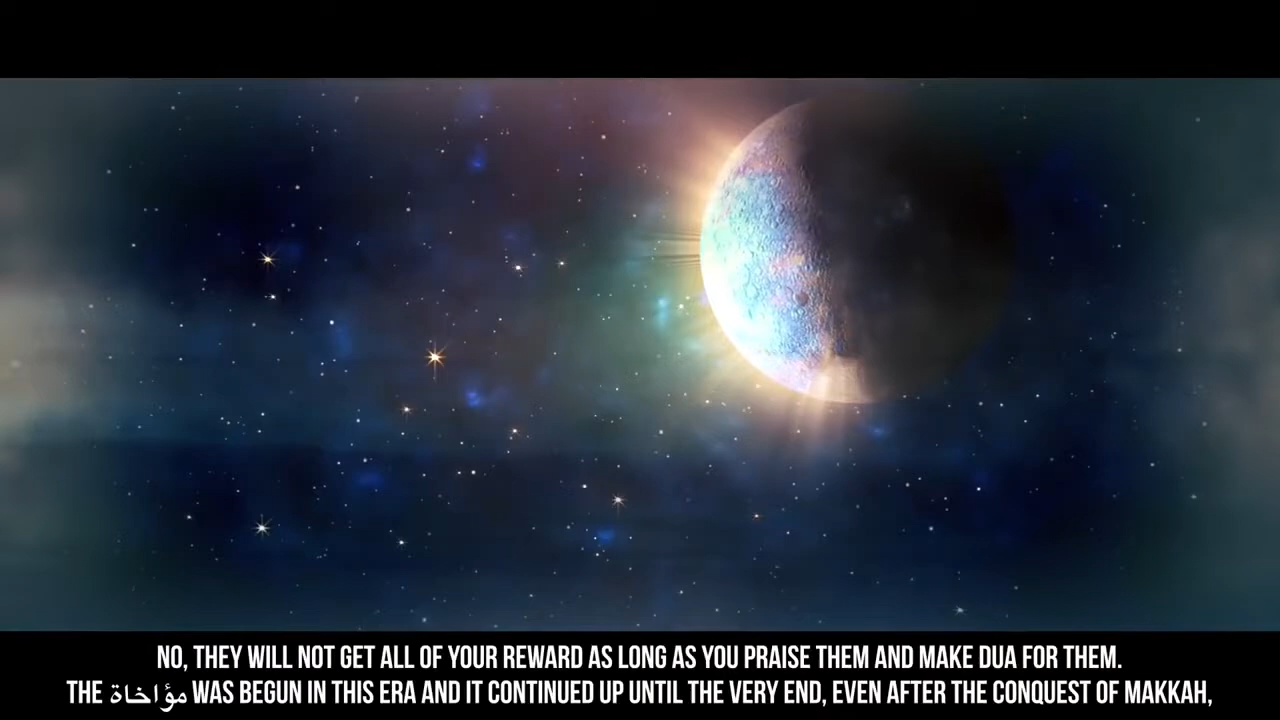 NO, THEY WILL NOT GET ALL OF YOUR REWARD AS LONG AS YOU PRAISE THEM AND MAKE DUA FOR THEM.
THE مؤاخاة WAS BEGUN IN THIS ERA AND IT CONTINUED UP UNTIL THE VERY END, EVEN AFTER THE CONQUEST OF MAKKAH,